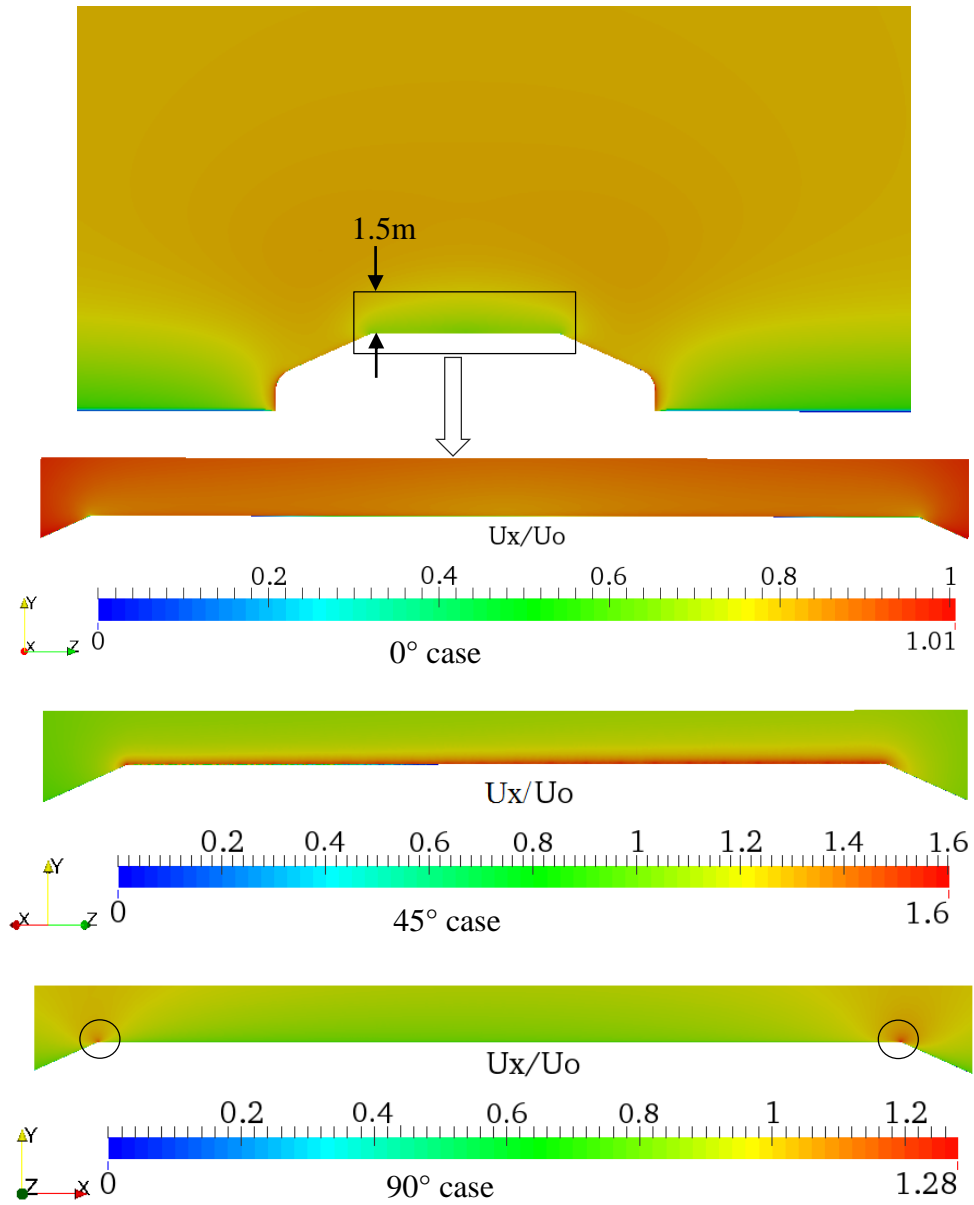 1.5m
Ux/Uo
0.2 0.4 0.6 0.8 1
0 1.01
Y
X Z
0° case
Ux/Uo
0.2 0.4 0.6 0.8 1 1.2 1.4 1.6
0 1.6
Y
X Z
45° case
Ux/Uo
0.2 0.4 0.6 0.8 1 1.2
0 1.28
Y
Z X
90° case